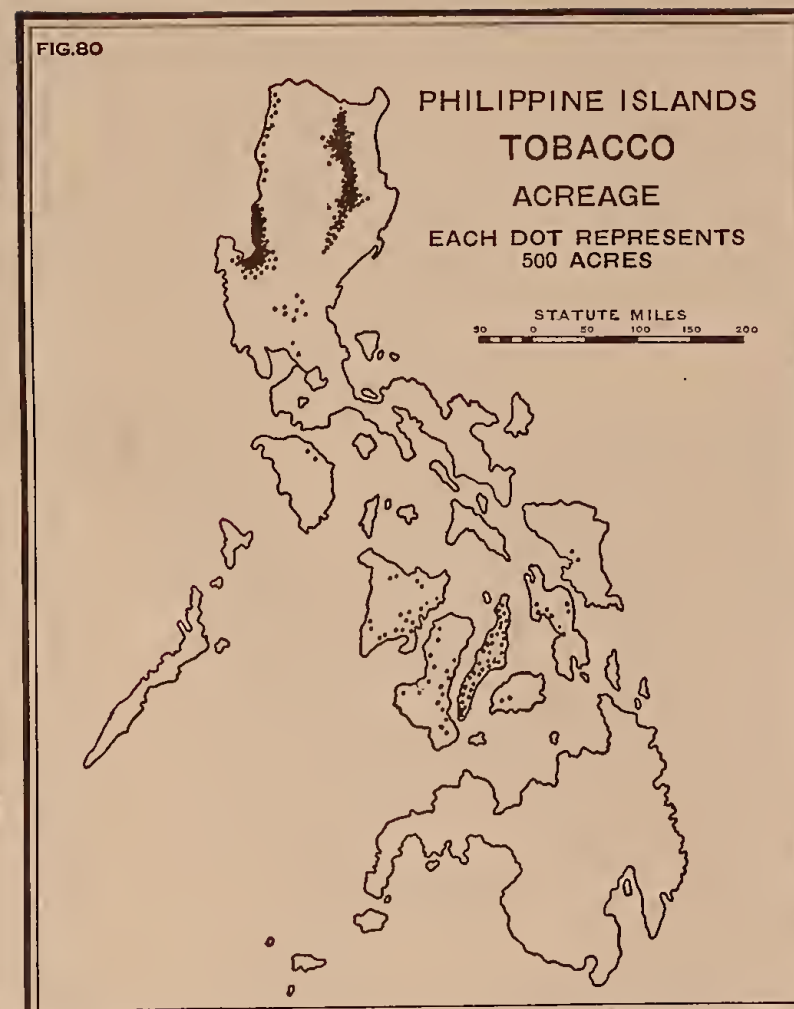 FIG.80
PHILIPPINE ISLANDS
TOBACCO
ACREAGE
EACH DOT REPRESENTS
500 ACRES
STATUTE MILES
50 0 50 100 150 200